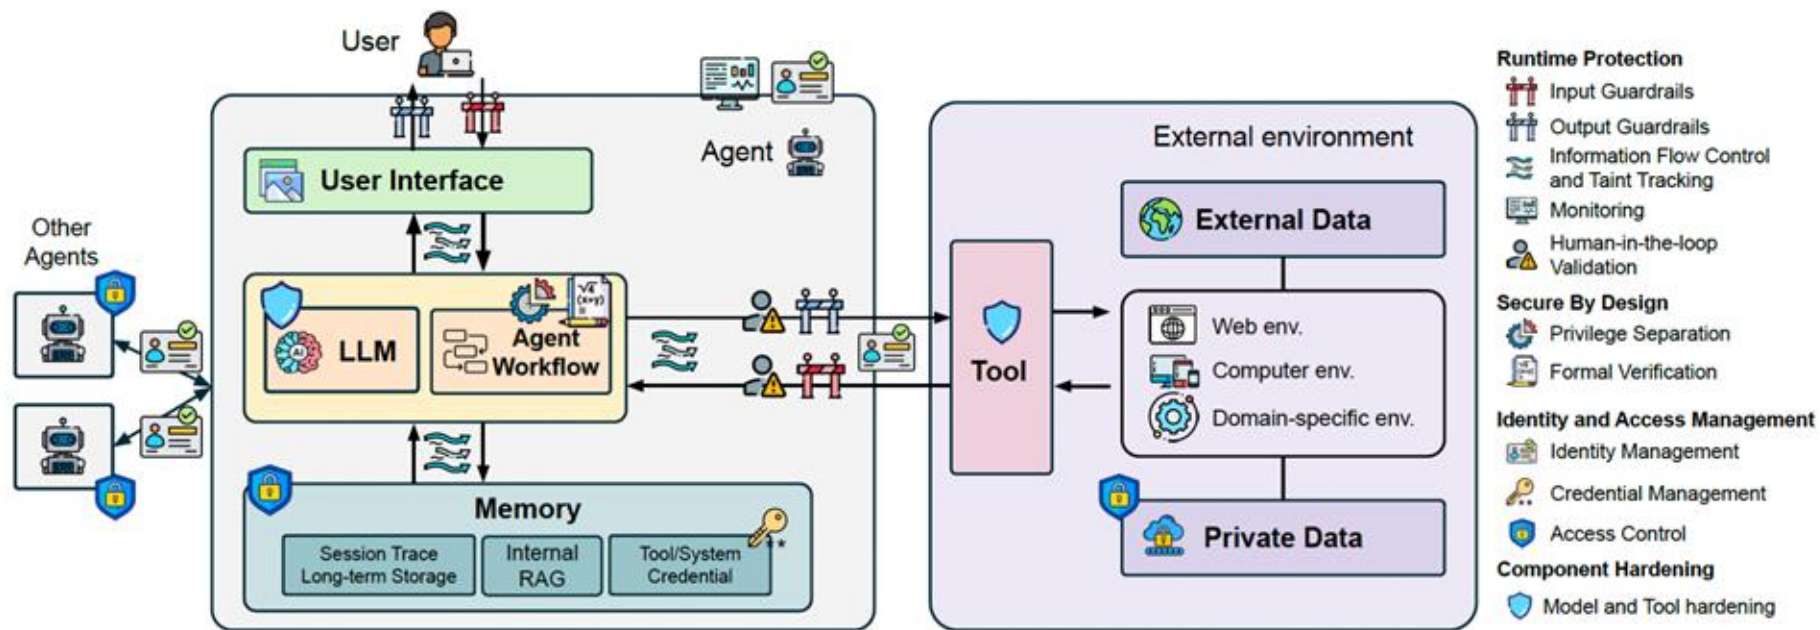 User
Agent
User Interface
Other
Agents
LLM
Agent
Workflow
Memory
Session Trace
Long-term Storage
Internal
RAG
Tool/System
Credential
**
External environment
External Data
Tool
Web env.
Computer env.
Domain-specific env.
Private Data
Runtime Protection
Input Guardrails
Output Guardrails
Information Flow Control
and Taint Tracking
Monitoring
Human-in-the-loop
Validation
Secure By Design
Privilege Separation
Formal Verification
Identity and Access Management
Identity Management
Credential Management
Access Control
Component Hardening
Model and Tool hardening